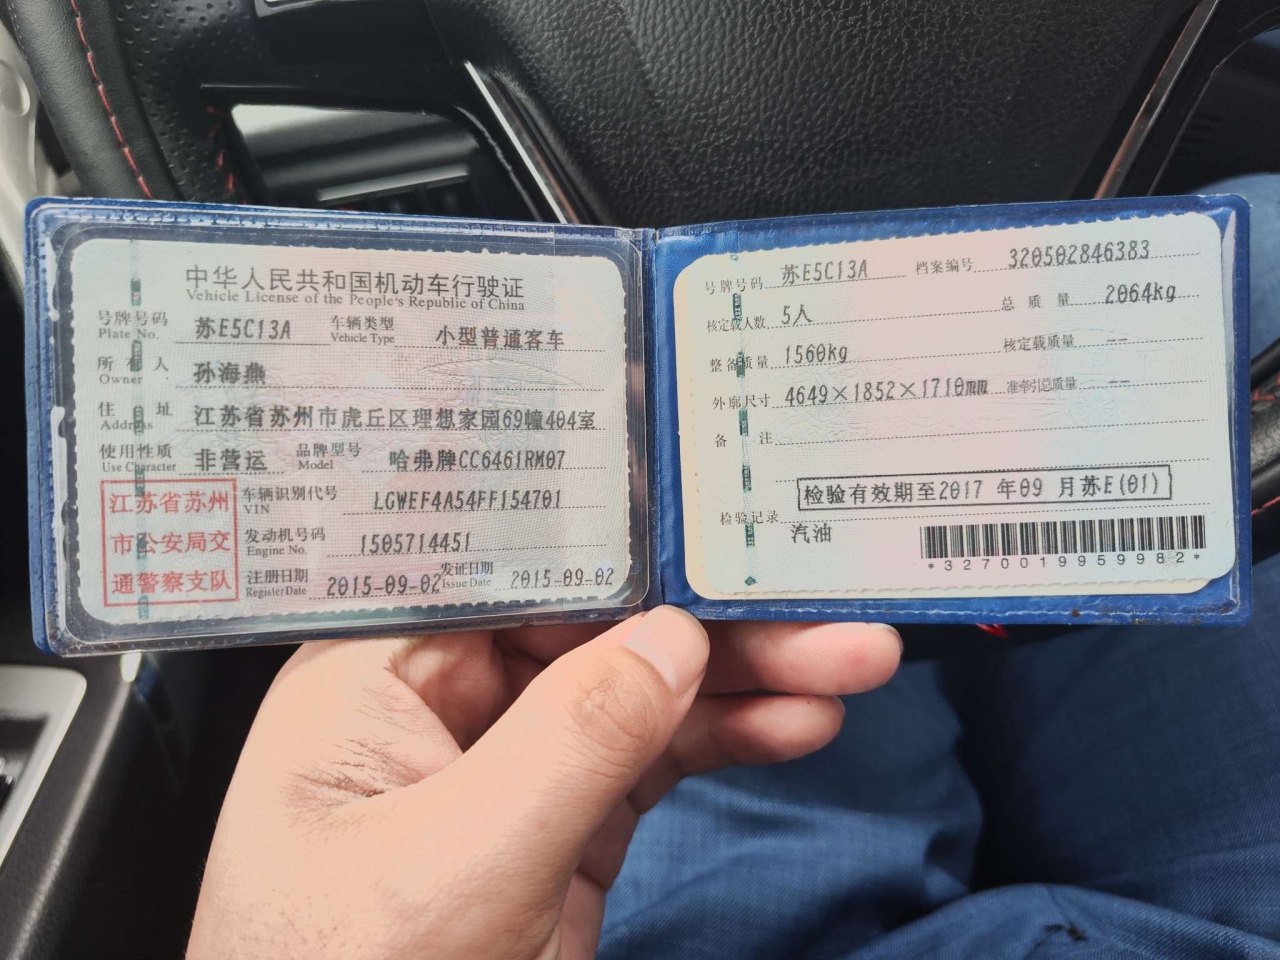 中华人民共和国机动车行驶证
Vehicle License of the People's Republic of China
号牌号码 苏E5C13A 车辆类型 小型普通客车
Plate No. Vehicle Type
所有人 孙海燕
Owner
住址 江苏省苏州市虎丘区理想家园69幢404室
Address
使用性质 非营运 品牌型号 哈弗牌CC6461RM07
Use Character Model
江苏省苏州
市公安局交
通警察支队
车辆识别代号 LGWEF4A54FF154701
VIN
发动机号码 1505714451
Engine No.
注册日期 2015-09-02 发证日期 2015-09-02
Register Date Issue Date
号牌号码 苏E5C13A 档案编号 320502846383
核定载人数 5人 总质量 2064kg
整备质量 1560kg 核定载质量 --
外廓尺寸 4649×1852×1710mm 准牵引总质量 --
备注
检验有效期至2017 年09 月苏E(01)
检验记录
汽油
*3270019959982*